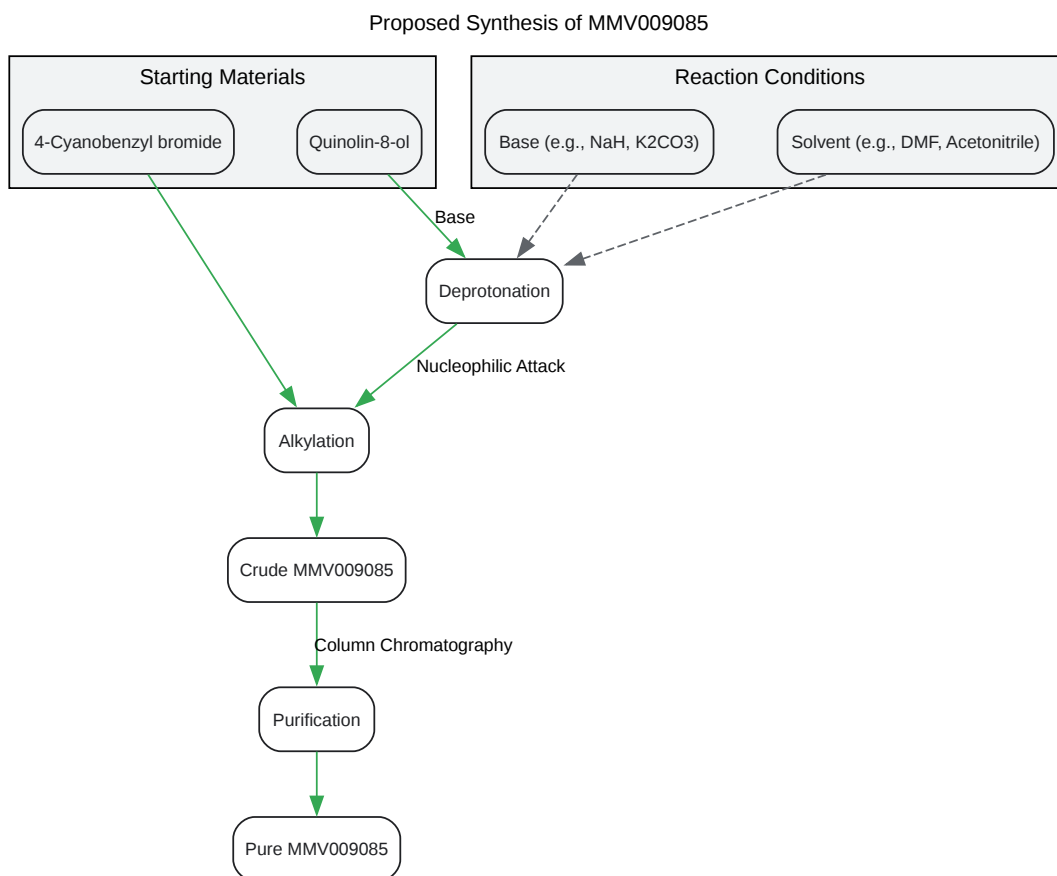 Proposed Synthesis of MMV009085
Starting Materials
Reaction Conditions
4-Cyanobenzyl bromide
Quinolin-8-ol
Base (e.g., NaH, K2CO3)
Solvent (e.g., DMF, Acetonitrile)
Base
Deprotonation
Nucleophilic Attack
Alkylation
Crude MMV009085
Column Chromatography
Purification
Pure MMV009085